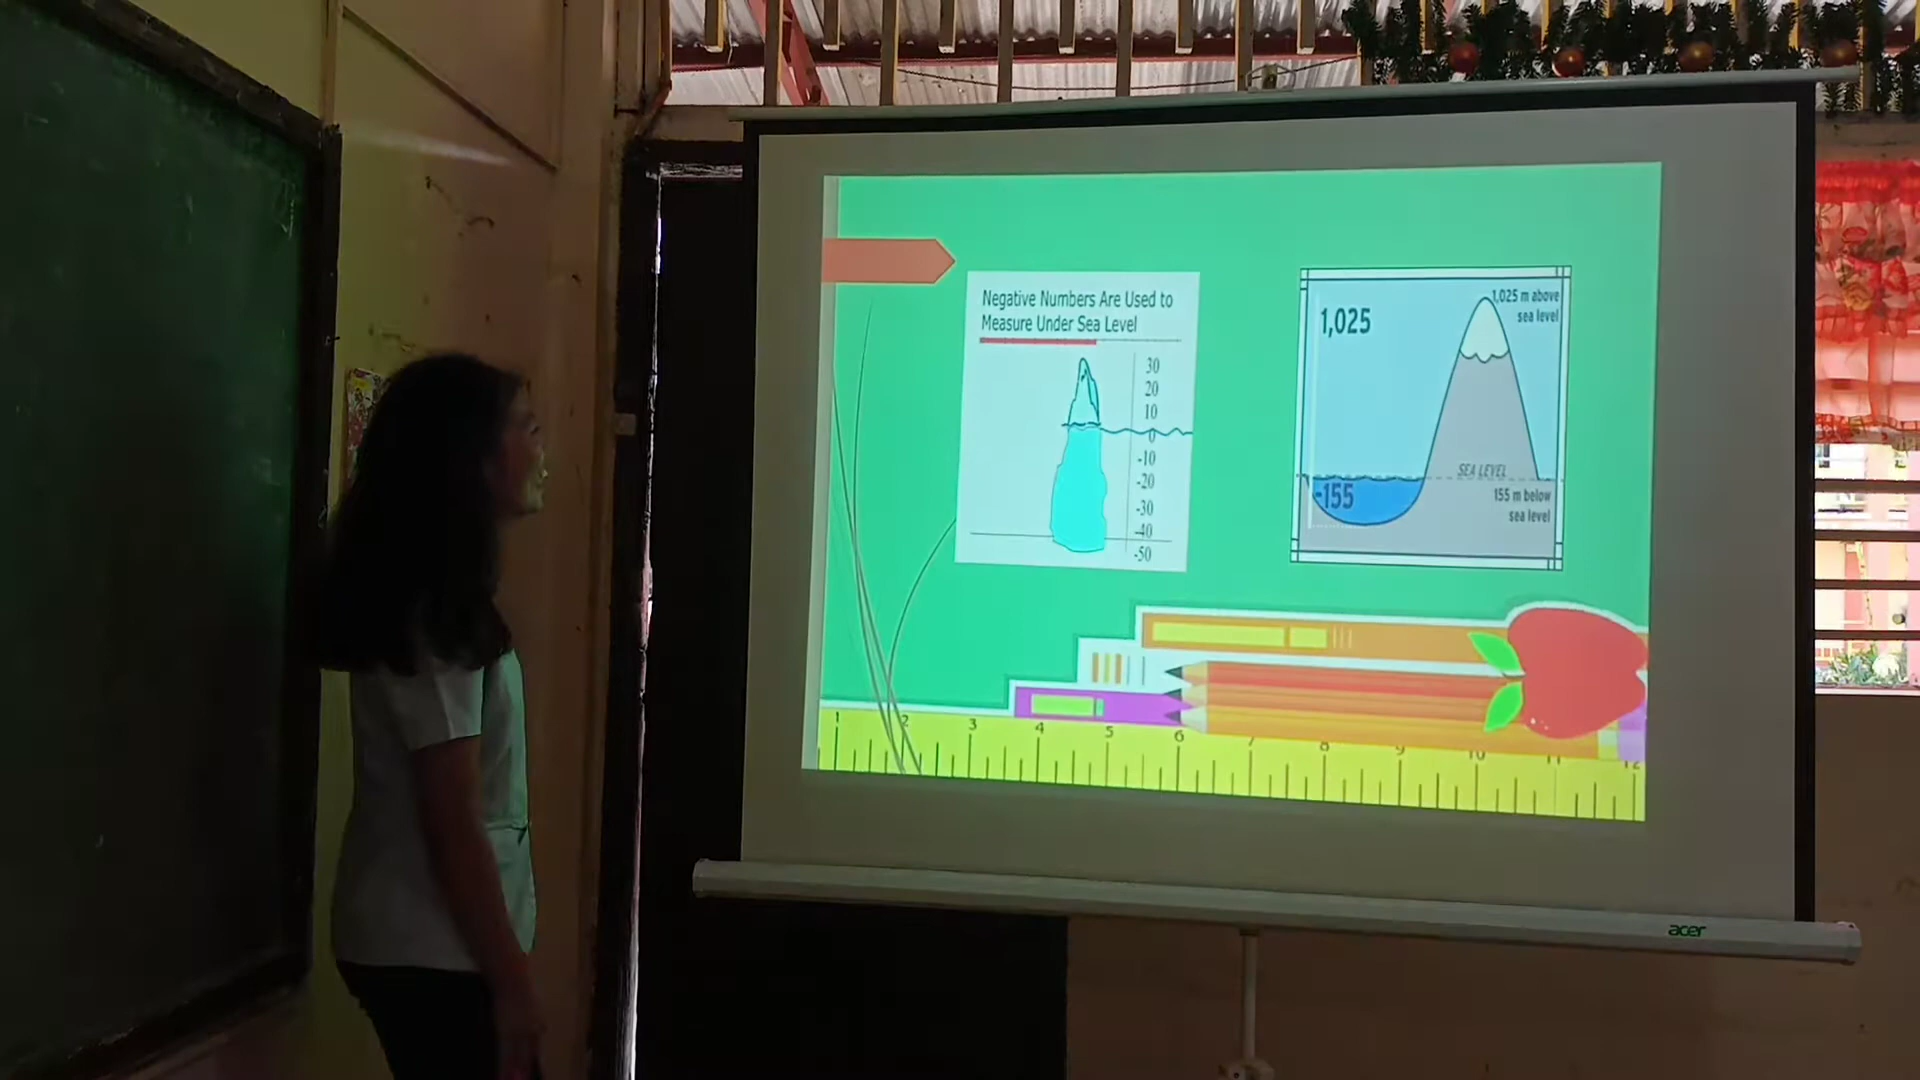 Negative Numbers Are Used to
Measure Under Sea Level
30
20
10
0
-10
-20
-30
-40
-50
1,025
1,025 m above
sea level
SEA LEVEL
-155
155 m below
sea level
1 2 3 4 5 6 7 8 9 10 11 12
acer